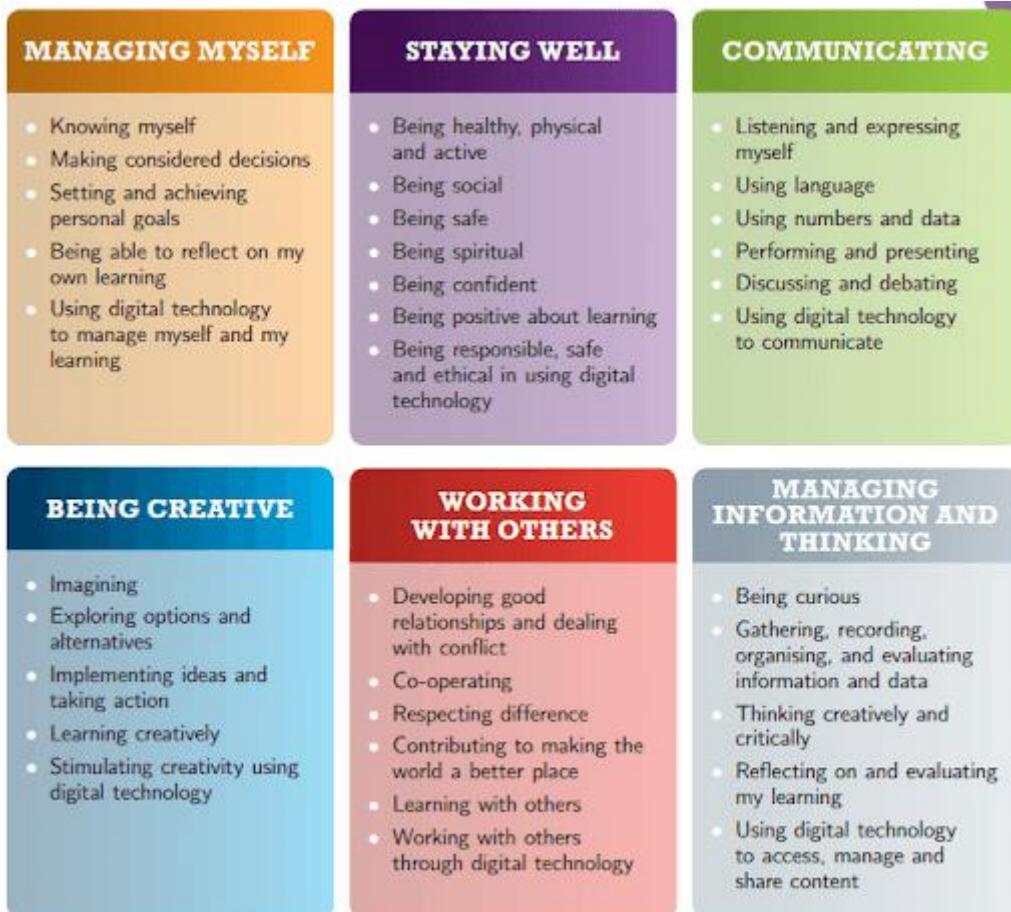 MANAGING MYSELF
Knowing myself
Making considered decisions
Setting and achieving
personal goals
Being able to reflect on my
own learning
Using digital technology
to manage myself and my
learning
STAYING WELL
Being healthy, physical
and active
Being social
Being safe
Being spiritual
Being confident
Being positive about learning
Being responsible, safe
and ethical in using digital
technology
COMMUNICATING
Listening and expressing
myself
Using language
Using numbers and data
Performing and presenting
Discussing and debating
Using digital technology
to communicate
BEING CREATIVE
Imagining
Exploring options and
alternatives
Implementing ideas and
taking action
Learning creatively
Stimulating creativity using
digital technology
WORKING
WITH OTHERS
Developing good
relationships and dealing
with conflict
Co-operating
Respecting difference
Contributing to making the
world a better place
Learning with others
Working with others
through digital technology
MANAGING
INFORMATION AND
THINKING
Being curious
Gathering, recording,
organising, and evaluating
information and data
Thinking creatively and
critically
Reflecting on and evaluating
my learning
Using digital technology
to access, manage and
share content